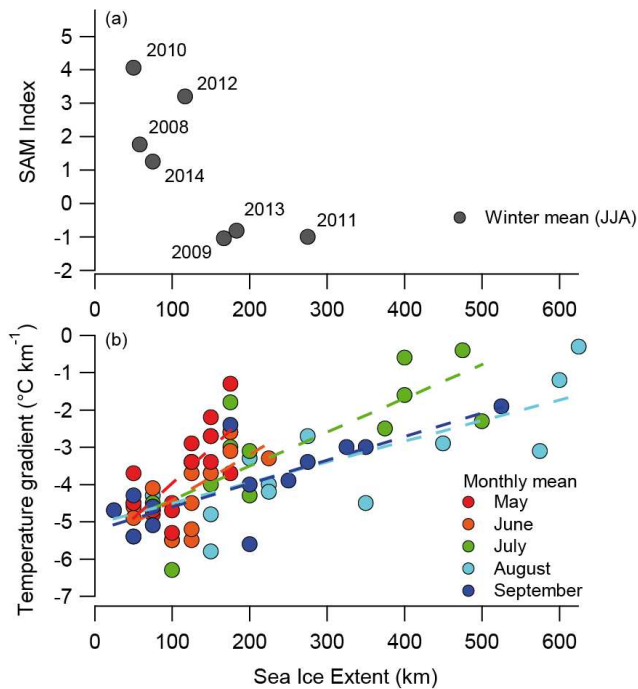 (a)
5
4
3
2
1
0
-1
-2
SAM Index
2010
2012
2008
2014
2013
2011
2009
Winter mean (JJA)
0 100 200 300 400 500 600
(b)
0
-1
-2
-3
-4
-5
-6
-7
Temperature gradient (°C km⁻¹)
Monthly mean
May
June
July
August
September
0 100 200 300 400 500 600
Sea Ice Extent (km)